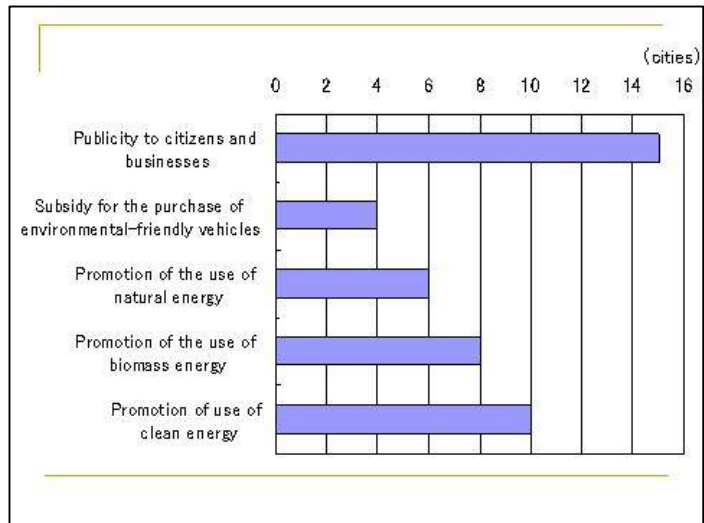 (cities)
0 2 4 6 8 10 12 14 16
Publicity to citizens and
businesses
Subsidy for the purchase of
environmental-friendly vehicles
Promotion of the use of
natural energy
Promotion of the use of
biomass energy
Promotion of use of
clean energy